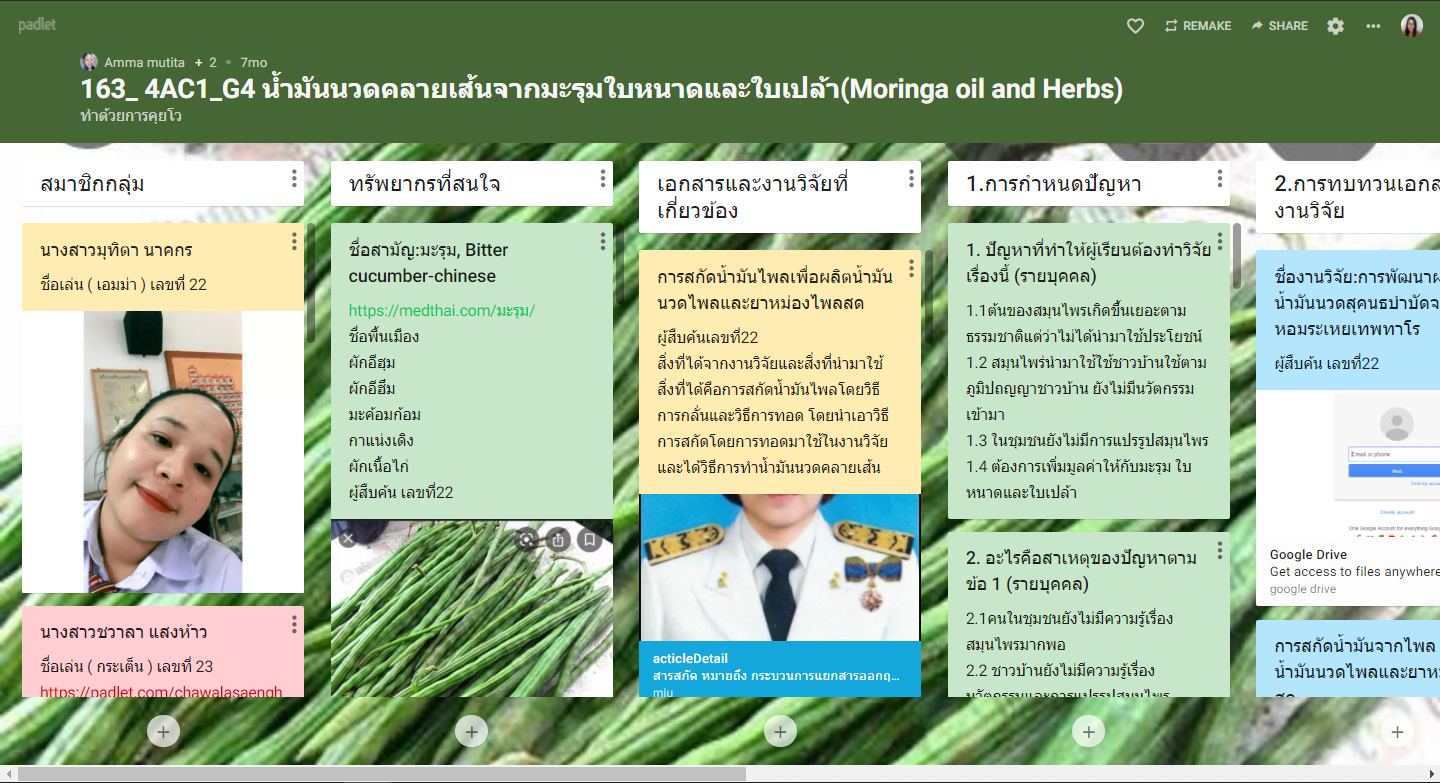 padlet
REMAKE
SHARE
Amma mutita + 2 • 7mo
163_ 4AC1_G4 น้ำมันนวดคลายเส้นจากมะรุมใบหนาดและใบเปล้า(Moringa oil and Herbs)
ทำด้วยการคุยโว
สมาชิกกลุ่ม
นางสาวมุทิตา นาคกร
ชื่อเล่น ( เอมม่า ) เลขที่ 22
นางสาวชวาลา แสงห้าว
ชื่อเล่น ( กระเต็น ) เลขที่ 23
https://padlet.com/chawalasaengh
ทรัพยากรที่สนใจ
ชื่อสามัญ:มะรุม, Bitter
cucumber-chinese
https://medthai.com/มะรุม/
ชื่อพื้นเมือง
ผักอีฮุม
ผักอีฮึม
มะค้อมก้อม
กาแน่งเดิง
ผักเนื้อไก่
ผู้สืบค้น เลขที่22
เอกสารและงานวิจัยที่
เกี่ยวข้อง
การสกัดน้ำมันไพลเพื่อผลิตน้ำมัน
นวดไพลและยาหม่องไพลสด
ผู้สืบค้นเลขที่22
สิ่งที่ได้จากงานวิจัยและสิ่งที่นำมาใช้
สิ่งที่ได้คือการสกัดน้ำมันไพลโดยวิธี
การกลั่นและวิธีการทอด โดยนำเอาวิธี
การสกัดโดยการทอดมาใช้ในงานวิจัย
และได้วิธีการทำน้ำมันนวดคลายเส้น
acticleDetail
สารสกัด หมายถึง กระบวนการแยกสารออกฤ...
mju
1.การกำหนดปัญหา
1. ปัญหาที่ทำให้ผู้เรียนต้องทำวิจัย
เรื่องนี้ (รายบุคคล)
1.1ต้นของสมุนไพรเกิดขึ้นเยอะตาม
ธรรมชาติแต่ว่าไม่ได้นำมาใช้ประโยชน์
1.2 สมุนไพร่นำมาใช้ใช้ชาวบ้านใช้ตาม
ภูมิปถญญาชาวบ้าน ยังไม่มีนวัตกรรม
เข้ามา
1.3 ในชุมชนยังไม่มีการแปรรูปสมุนไพร
1.4 ต้องการเพิ่มมูลค่าให้กับมะรุม ใบ
หนาดและใบเปล้า
2. อะไรคือสาเหตุของปัญหาตาม
ข้อ 1 (รายบุคคล)
2.1คนในชุมชนยังไม่มีความรู้เรื่อง
สมุนไพรมากพอ
2.2 ชาวบ้านยังไม่มีความรู้เรื่อง
นวัตกรรมและการแปรรูปสมุนไพร
2.การทบทวนเอกส
งานวิจัย
ชื่องานวิจัย:การพัฒนาผ
น้ำมันนวดสุคนธบำบัดจ
หอมระเหยเทพทาโร
ผู้สืบค้น เลขที่22
Email or phone
Next
Create account
Google Drive
Get access to files anywhere
google drive
การสกัดน้ำมันจากไพล
น้ำมันนวดไพลและยาห